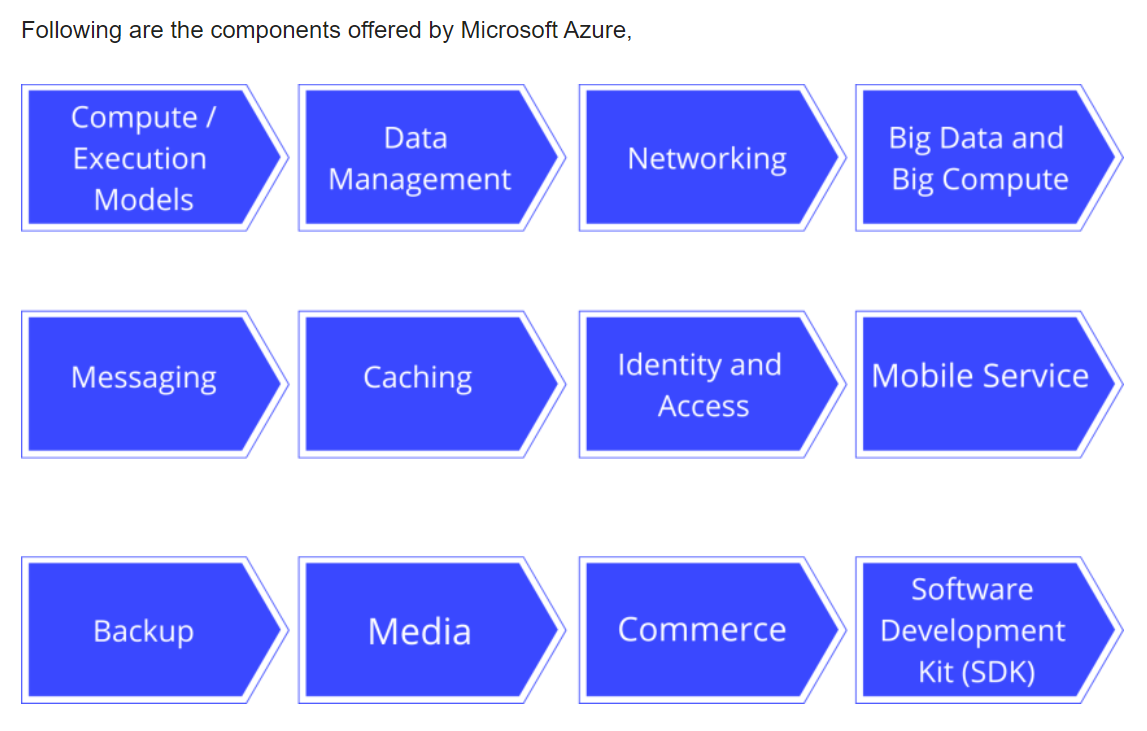 Following are the components offered by Microsoft Azure,
Compute /
Execution
Models
Data
Management
Networking
Big Data and
Big Compute
Messaging
Caching
Identity and
Access
Mobile Service
Backup
Media
Commerce
Software
Development
Kit (SDK)